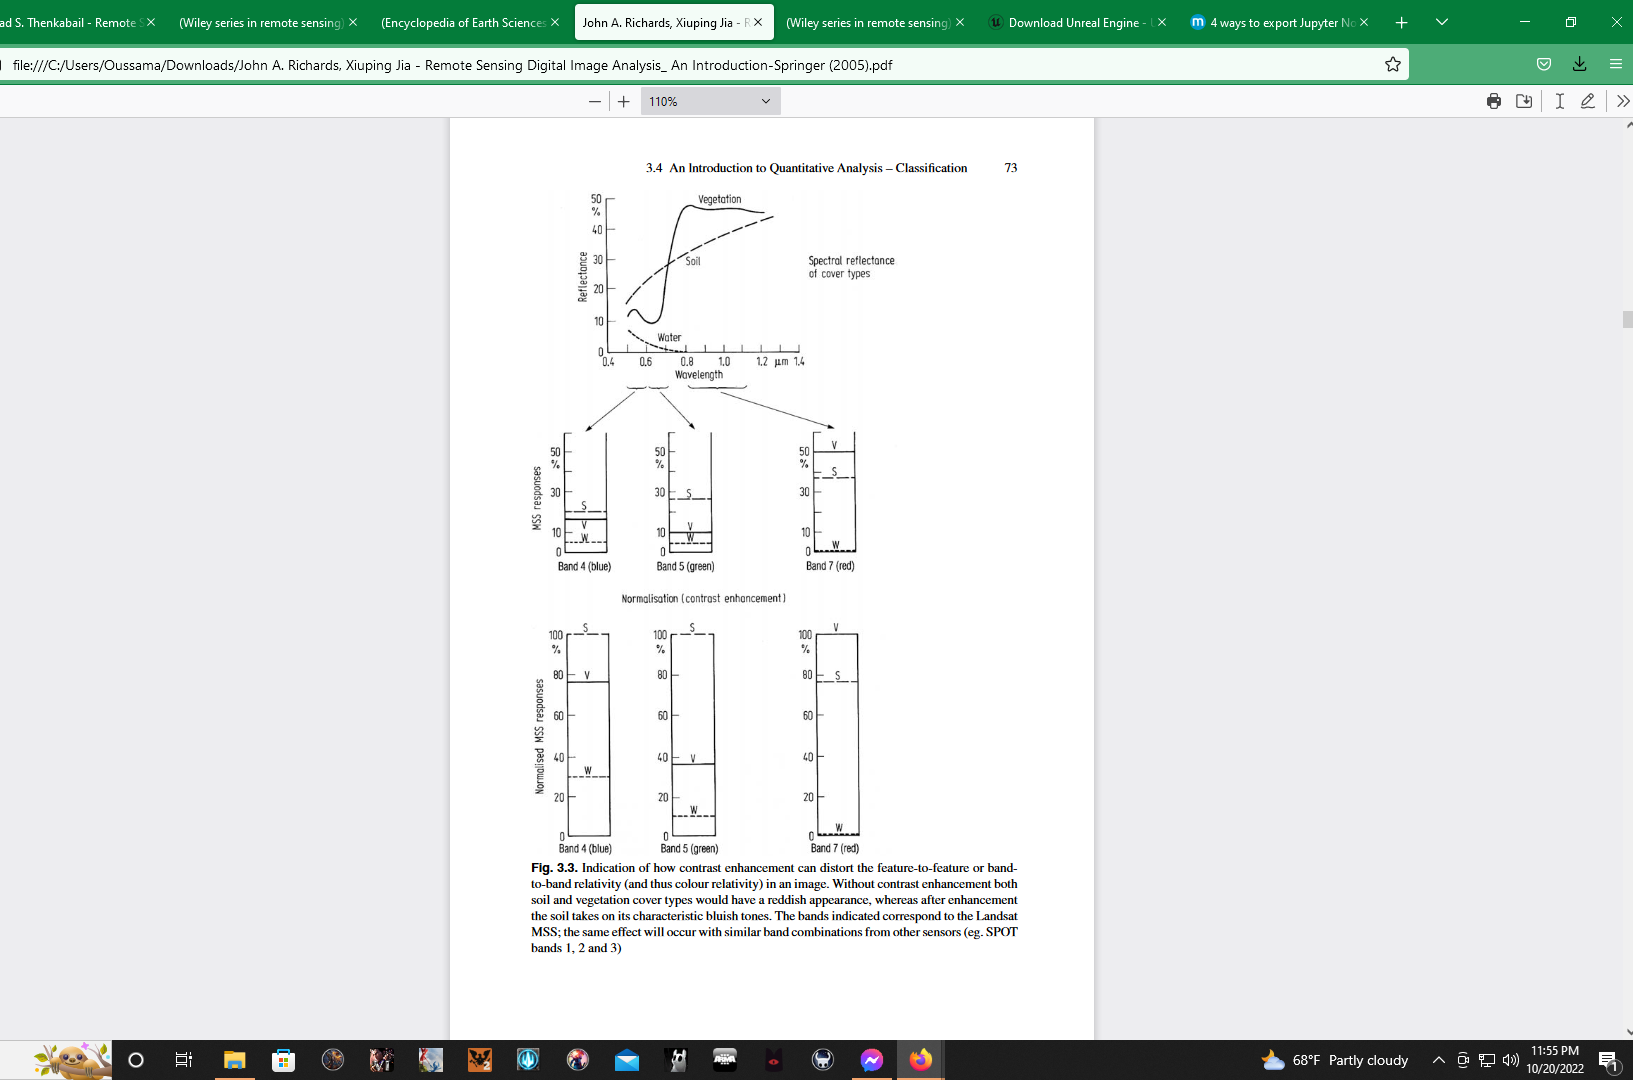 ad S. Thenkabail - Remote S
(Wiley series in remote sensing)
(Encyclopedia of Earth Sciences
John A. Richards, Xiuping Jia - R
(Wiley series in remote sensing)
Download Unreal Engine - U
4 ways to export Jupyter No
file:///C:/Users/Oussama/Downloads/John A. Richards, Xiuping Jia - Remote Sensing Digital Image Analysis_ An Introduction-Springer (2005).pdf
110%
3.4 An Introduction to Quantitative Analysis – Classification 73
50
%
40
30
20
10
0
Reflectance
Vegetation
Soil
Water
Spectral reflectance
of cover types
0.4 0.6 0.8 1.0 1.2 μm 1.4
Wavelength
MSS responses
50
%
30
10
0
S
V
W
Band 4 (blue)
50
%
30
10
0
S
V
W
Band 5 (green)
50
%
30
10
0
V
S
W
Band 7 (red)
Normalisation (contrast enhancement)
Normalised MSS responses
100
%
80
60
40
20
0
S
V
W
Band 4 (blue)
100
%
80
60
40
20
0
S
V
W
Band 5 (green)
100
%
80
60
40
20
0
V
S
W
Band 7 (red)
Fig. 3.3. Indication of how contrast enhancement can distort the feature-to-feature or band-
to-band relativity (and thus colour relativity) in an image. Without contrast enhancement both
soil and vegetation cover types would have a reddish appearance, whereas after enhancement
the soil takes on its characteristic bluish tones. The bands indicated correspond to the Landsat
MSS; the same effect will occur with similar band combinations from other sensors (eg. SPOT
bands 1, 2 and 3)
68°F Partly cloudy
11:55 PM
10/20/2022
1